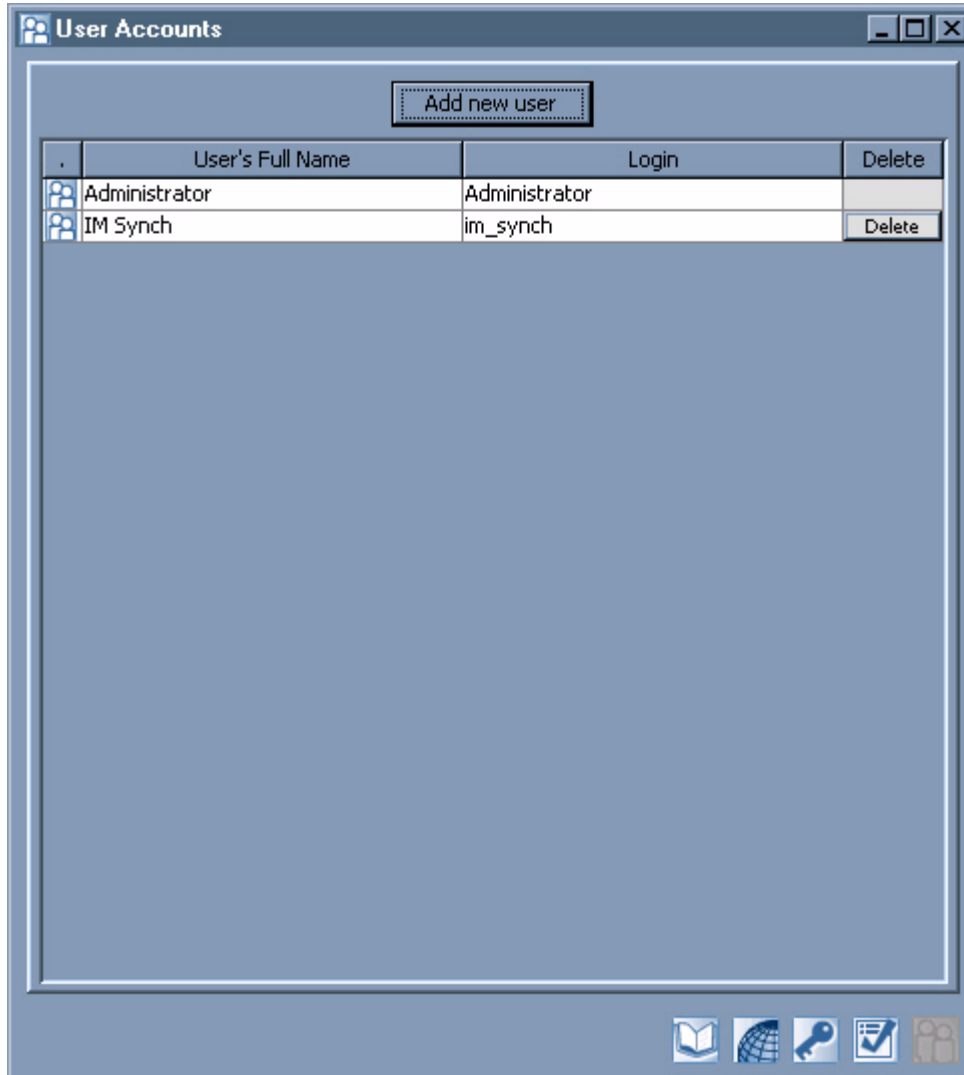 User Accounts
Add new user
. User's Full Name Login Delete
Administrator Administrator
IM Synch im_synch Delete